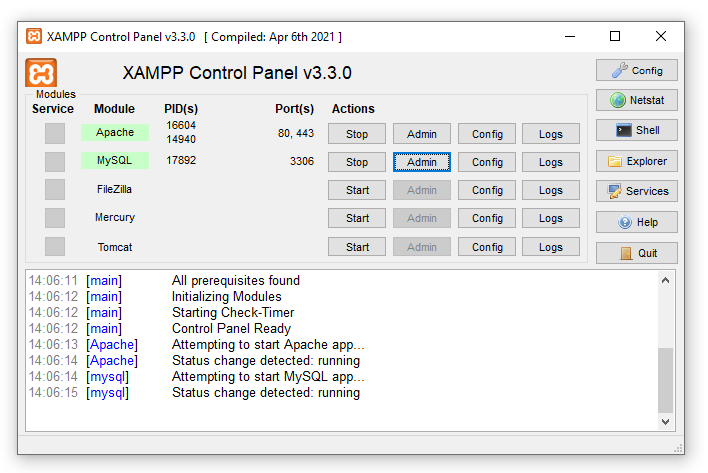 XAMPP Control Panel v3.3.0 [ Compiled: Apr 6th 2021 ]
XAMPP Control Panel v3.3.0
Config
Modules
Service Module PID(s) Port(s) Actions
Netstat
Apache 16604 14940 80, 443 Stop Admin Config Logs
Shell
MySQL 17892 3306 Stop Admin Config Logs
Explorer
FileZilla Start Admin Config Logs
Services
Mercury Start Admin Config Logs
Help
Tomcat Start Admin Config Logs
Quit
14:06:11 [main] All prerequisites found
14:06:12 [main] Initializing Modules
14:06:12 [main] Starting Check-Timer
14:06:12 [main] Control Panel Ready
14:06:13 [Apache] Attempting to start Apache app...
14:06:14 [Apache] Status change detected: running
14:06:14 [mysql] Attempting to start MySQL app...
14:06:15 [mysql] Status change detected: running